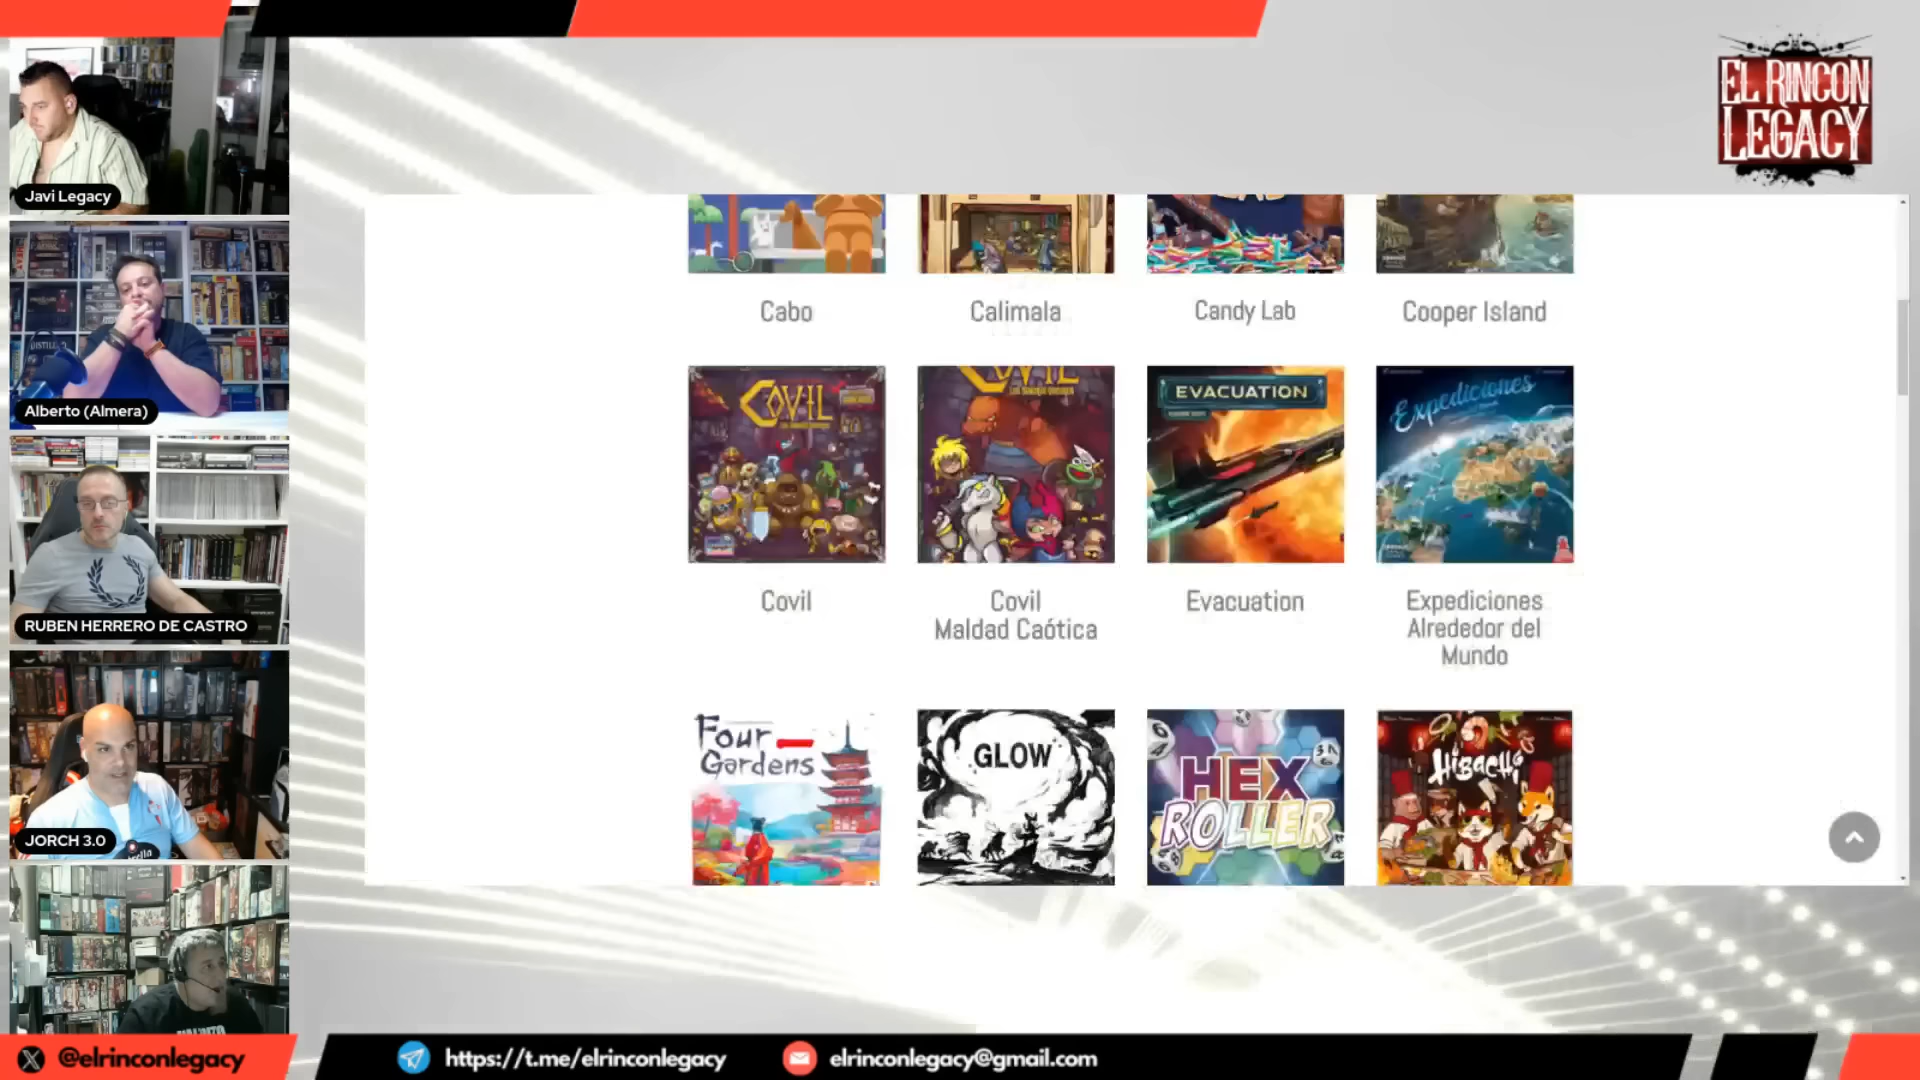 EL RINCON
LEGACY
Javi Legacy
Alberto (Almera)
RUBEN HERRERO DE CASTRO
JORCH 3.0
Cabo
Calimala
Candy Lab
Cooper Island
COVIL
COVIL
EVACUATION
Expediciones
Covil
Covil
Maldad Caótica
Evacuation
Expediciones
Alrededor del
Mundo
Four
Gardens
GLOW
HEX
ROLLER
HIBACHI
@elrinconlegacy
https://t.me/elrinconlegacy
elrinconlegacy@gmail.com